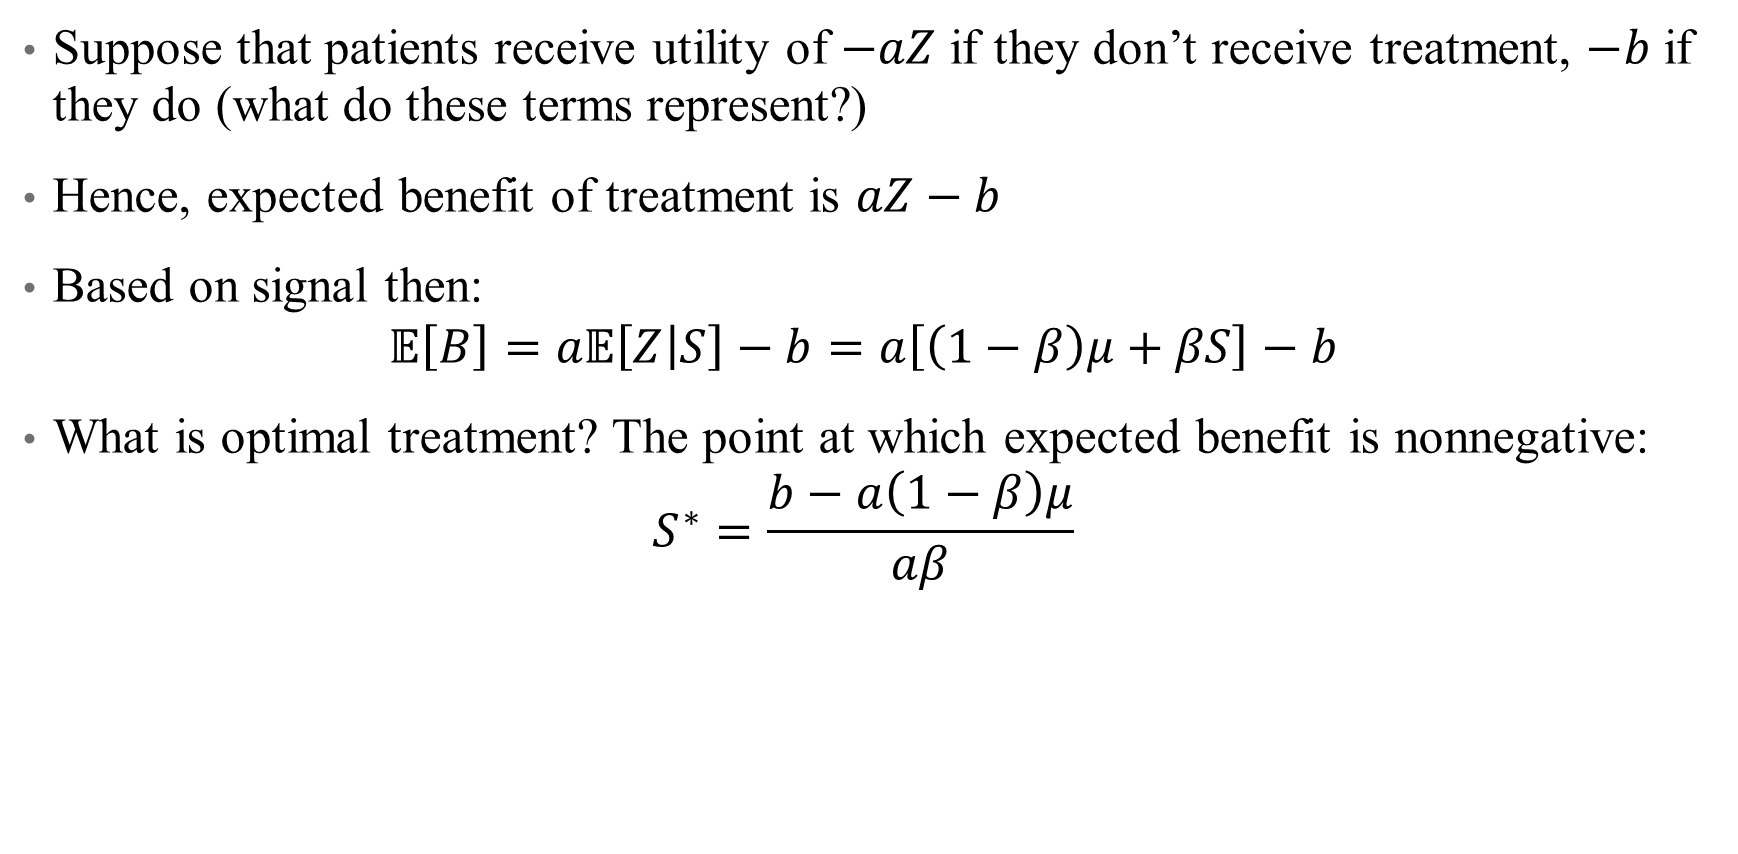 • Suppose that patients receive utility of −aZ if they don’t receive treatment, −b if
they do (what do these terms represent?)
• Hence, expected benefit of treatment is aZ − b
• Based on signal then:
𝔼[B] = a𝔼[Z|S] − b = a[(1 − β)μ + βS] − b
• What is optimal treatment? The point at which expected benefit is nonnegative:
b − a(1 − β)μ
S* =
aβ